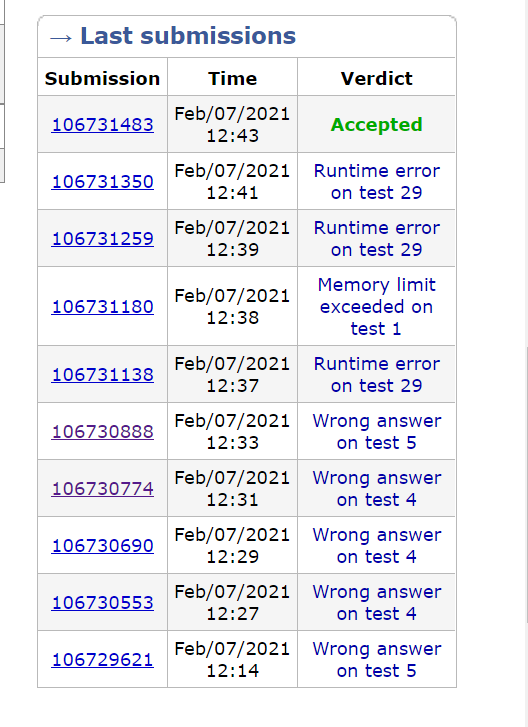 → Last submissions
Submission Time Verdict
106731483 Feb/07/2021 12:43 Accepted
106731350 Feb/07/2021 12:41 Runtime error on test 29
106731259 Feb/07/2021 12:39 Runtime error on test 29
106731180 Feb/07/2021 12:38 Memory limit exceeded on test 1
106731138 Feb/07/2021 12:37 Runtime error on test 29
106730888 Feb/07/2021 12:33 Wrong answer on test 5
106730774 Feb/07/2021 12:31 Wrong answer on test 4
106730690 Feb/07/2021 12:29 Wrong answer on test 4
106730553 Feb/07/2021 12:27 Wrong answer on test 4
106729621 Feb/07/2021 12:14 Wrong answer on test 5